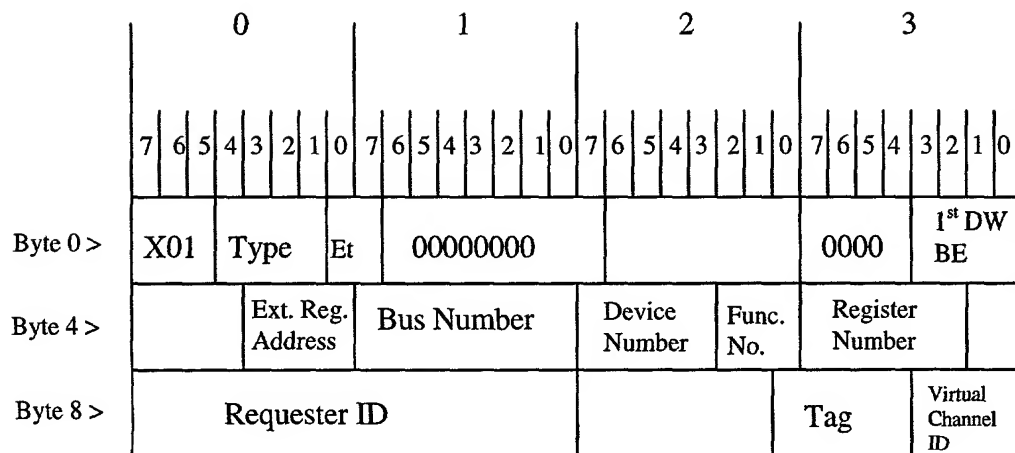 0 1 2 3
7 6 5 4 3 2 1 0 7 6 5 4 3 2 1 0 7 6 5 4 3 2 1 0 7 6 5 4 3 2 1 0
Byte 0 > X01 Type Et 00000000 0000 1st DW
BE
Byte 4 > Ext. Reg.
Address Bus Number Device
Number Func.
No. Register
Number
Byte 8 > Requester ID Tag Virtual
Channel
ID